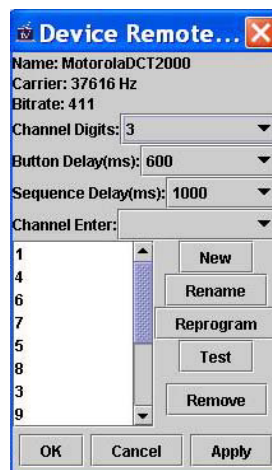 Device Remote...
Name: MotorolaDCT2000
Carrier: 37616 Hz
Bitrate: 411
Channel Digits: 3
Button Delay(ms): 600
Sequence Delay(ms): 1000
Channel Enter:
1
4
6
7
5
8
3
9
New
Rename
Reprogram
Test
Remove
OK Cancel Apply